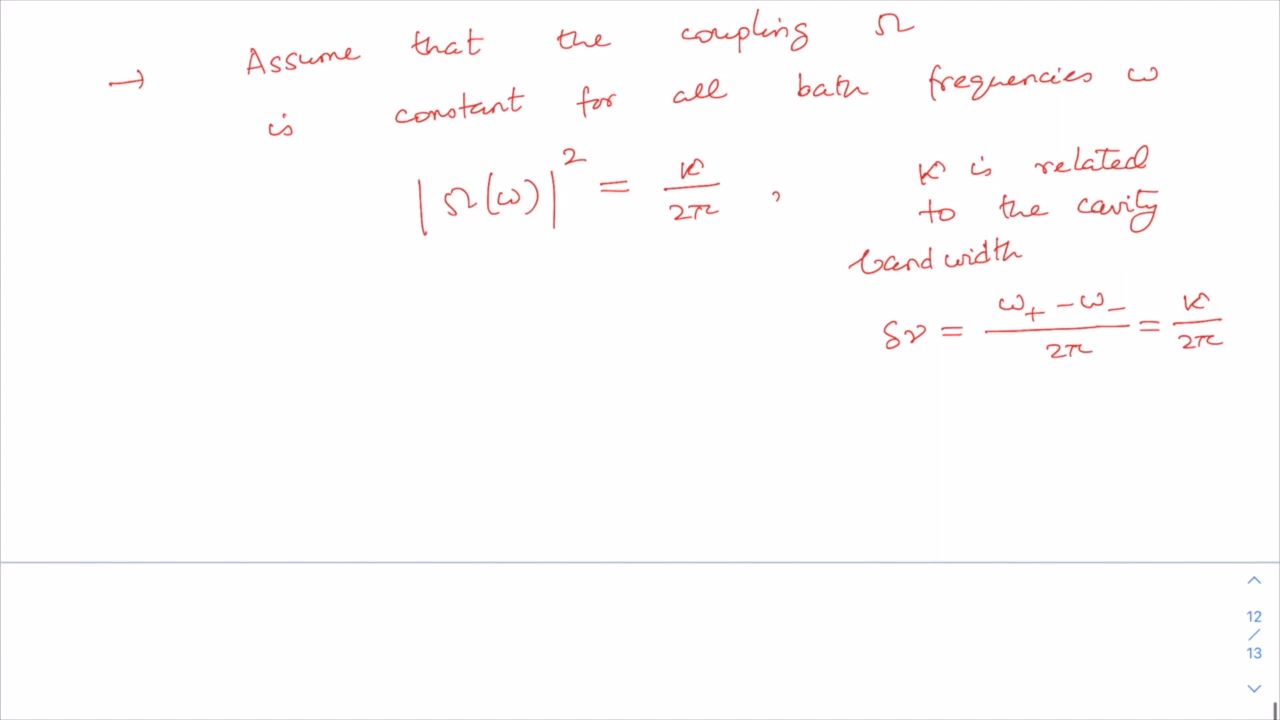 → Assume that the coupling Ω
is constant for all bath frequencies ω
|Ω(ω)|² = κ/2π , κ is related
to the cavity
bandwidth
δν = (ω₊ - ω₋)/2π = κ/2π
12
/
13